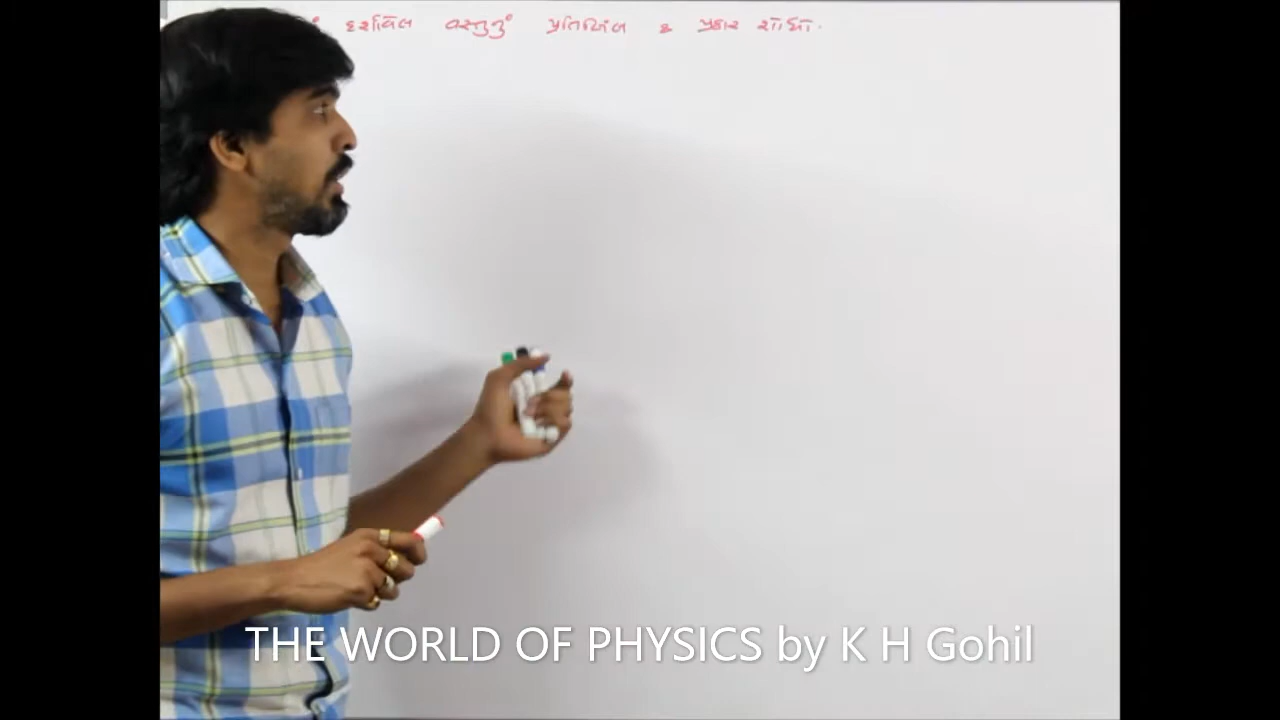 દર્શાવેલ વસ્તુનું પ્રતિબિંબ ક પ્રકાર શોધો.
THE WORLD OF PHYSICS by K H Gohil